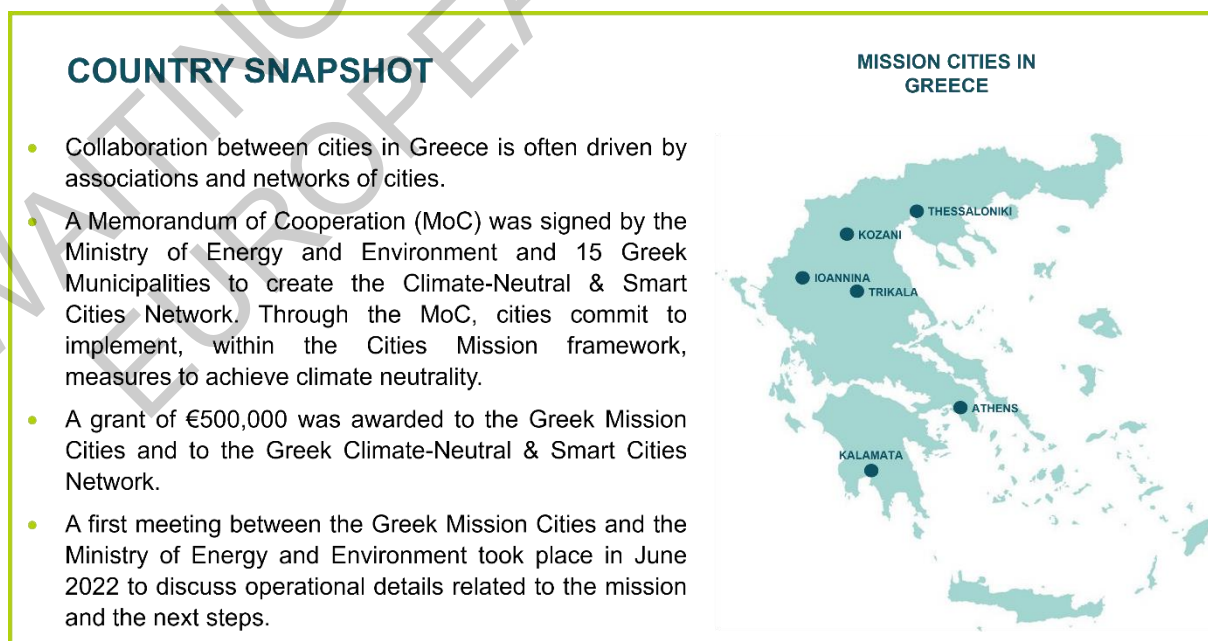 COUNTRY SNAPSHOT
• Collaboration between cities in Greece is often driven by
associations and networks of cities.
• A Memorandum of Cooperation (MoC) was signed by the
Ministry of Energy and Environment and 15 Greek
Municipalities to create the Climate-Neutral & Smart
Cities Network. Through the MoC, cities commit to
implement, within the Cities Mission framework,
measures to achieve climate neutrality.
• A grant of €500,000 was awarded to the Greek Mission
Cities and to the Greek Climate-Neutral & Smart Cities
Network.
• A first meeting between the Greek Mission Cities and the
Ministry of Energy and Environment took place in June
2022 to discuss operational details related to the mission
and the next steps.
MISSION CITIES IN
GREECE
THESSALONIKI
KOZANI
IOANNINA
TRIKALA
ATHENS
KALAMATA